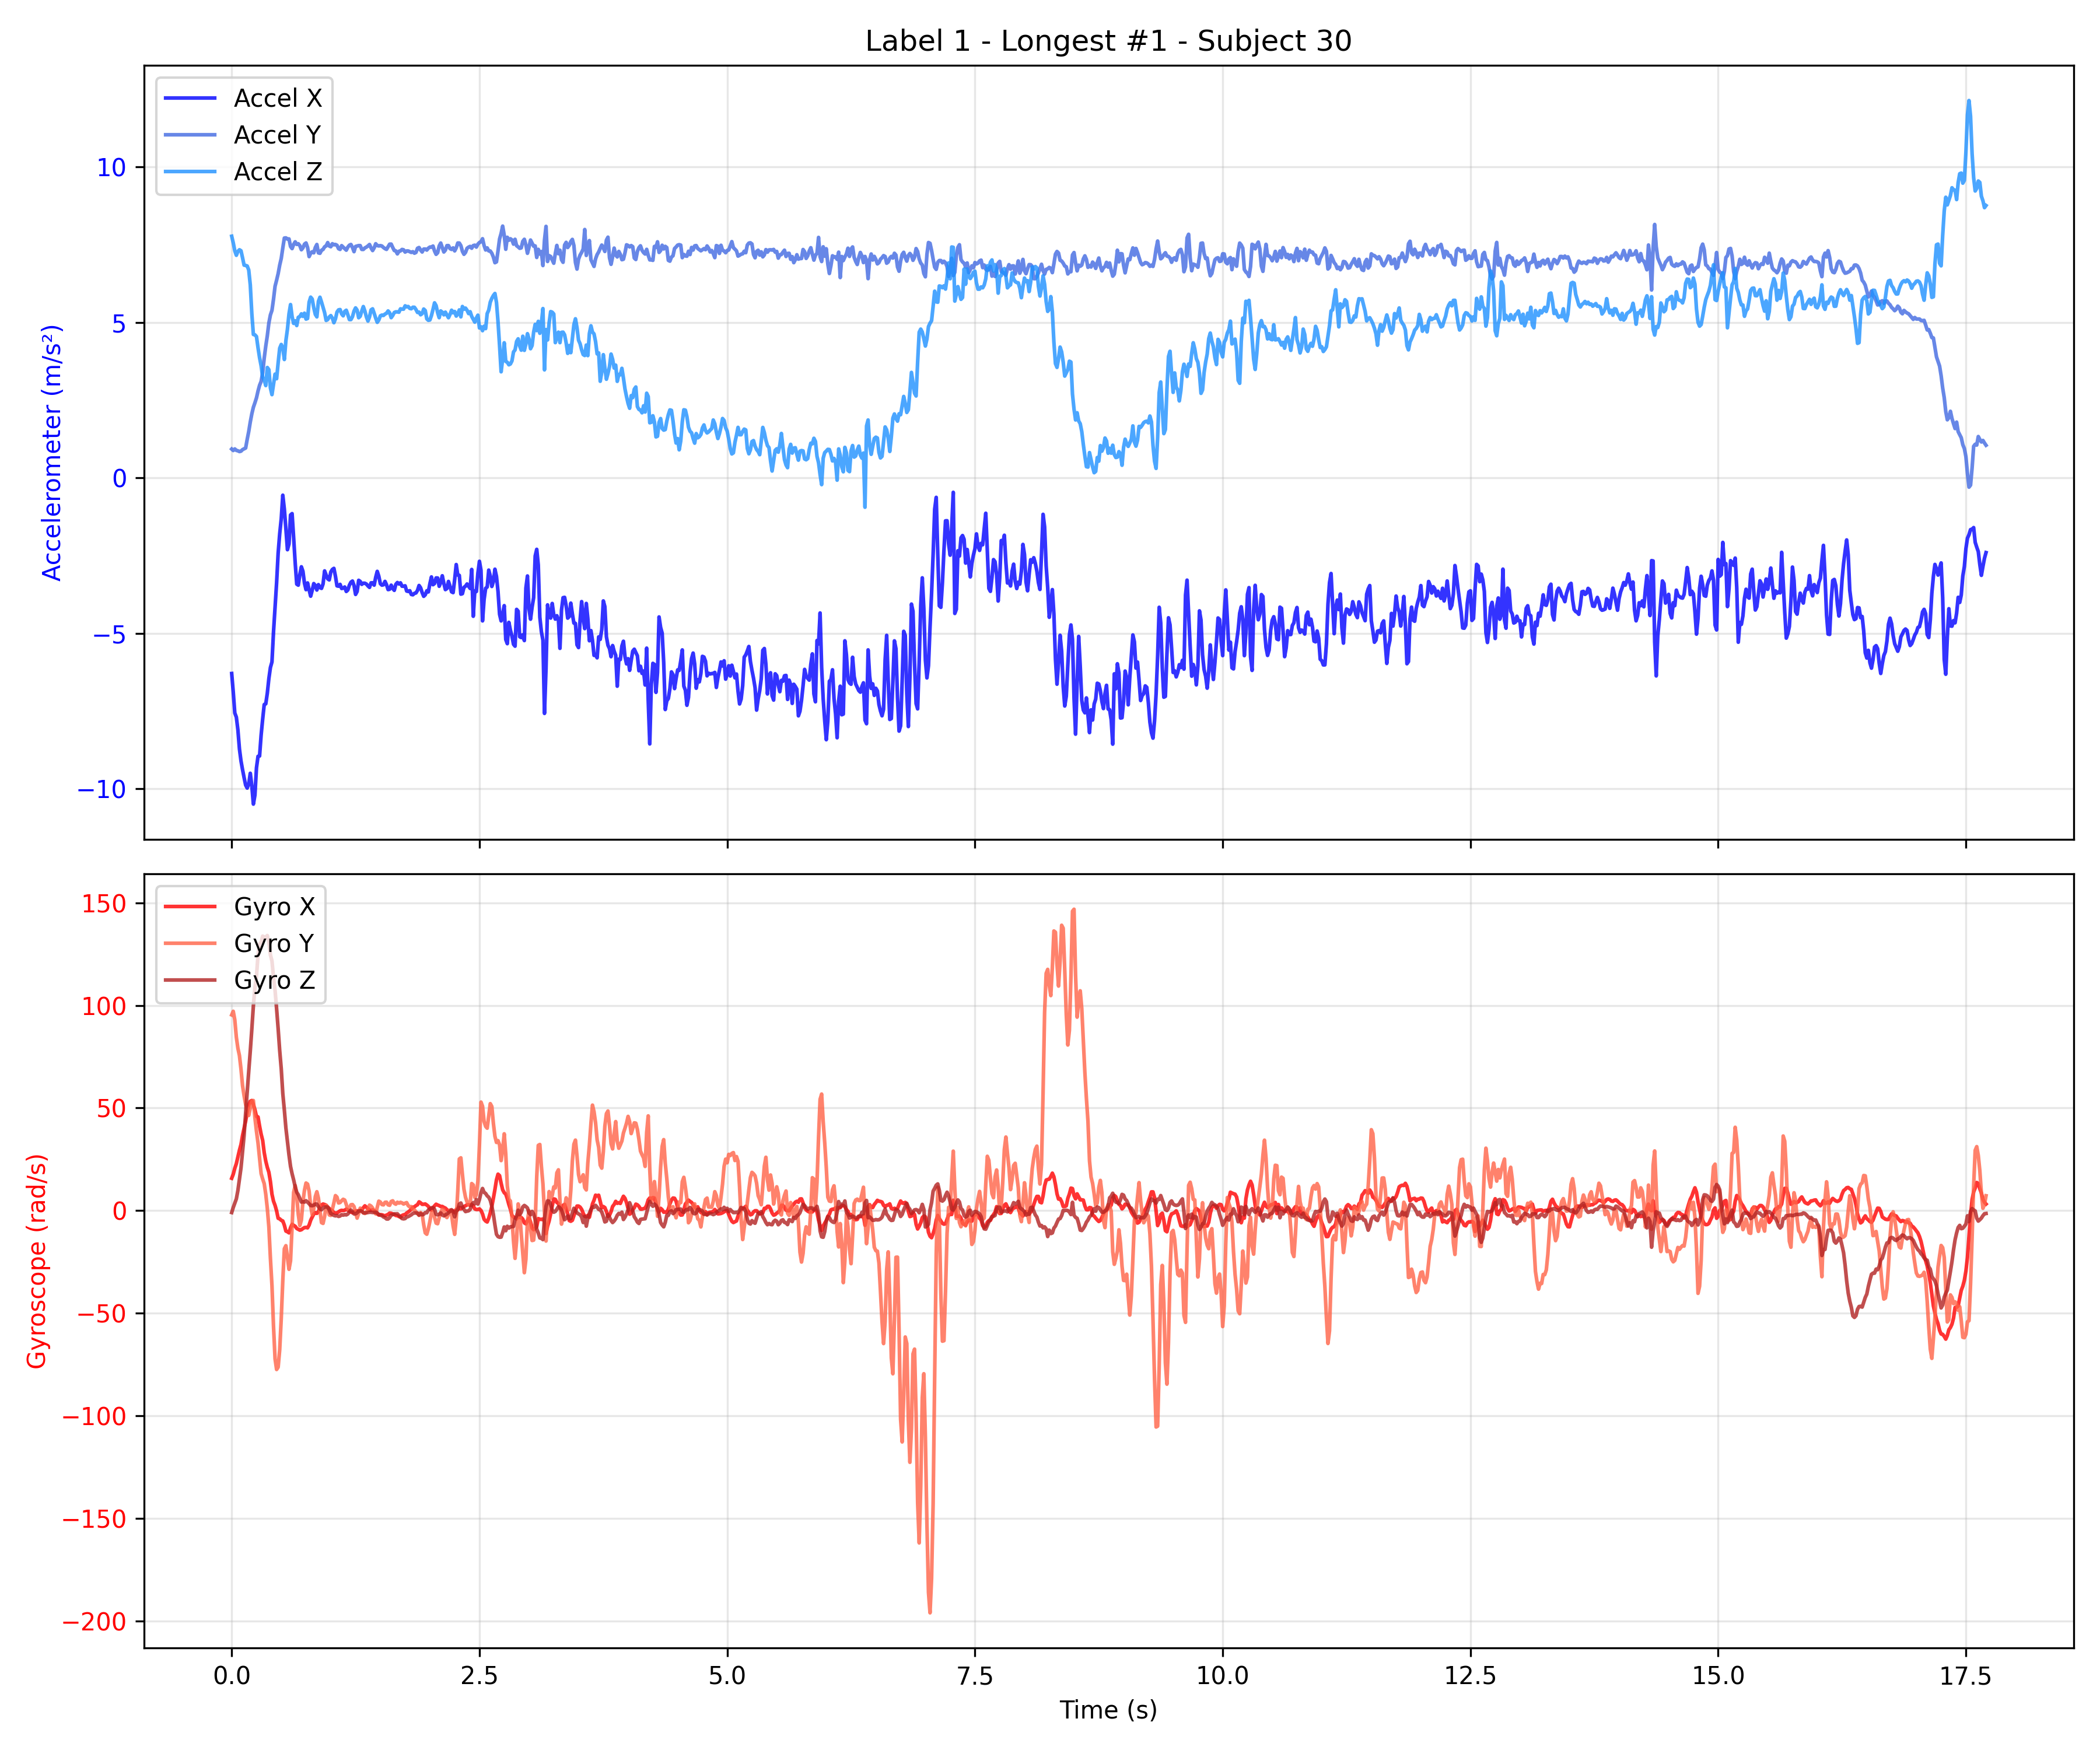 Label 1 - Longest #1 - Subject 30
Accel X
Accel Y
Accel Z
10
5
0
−5
−10
Accelerometer (m/s²)
Gyro X
Gyro Y
Gyro Z
150
100
50
0
−50
−100
−150
−200
Gyroscope (rad/s)
0.0 2.5 5.0 7.5 10.0 12.5 15.0 17.5
Time (s)